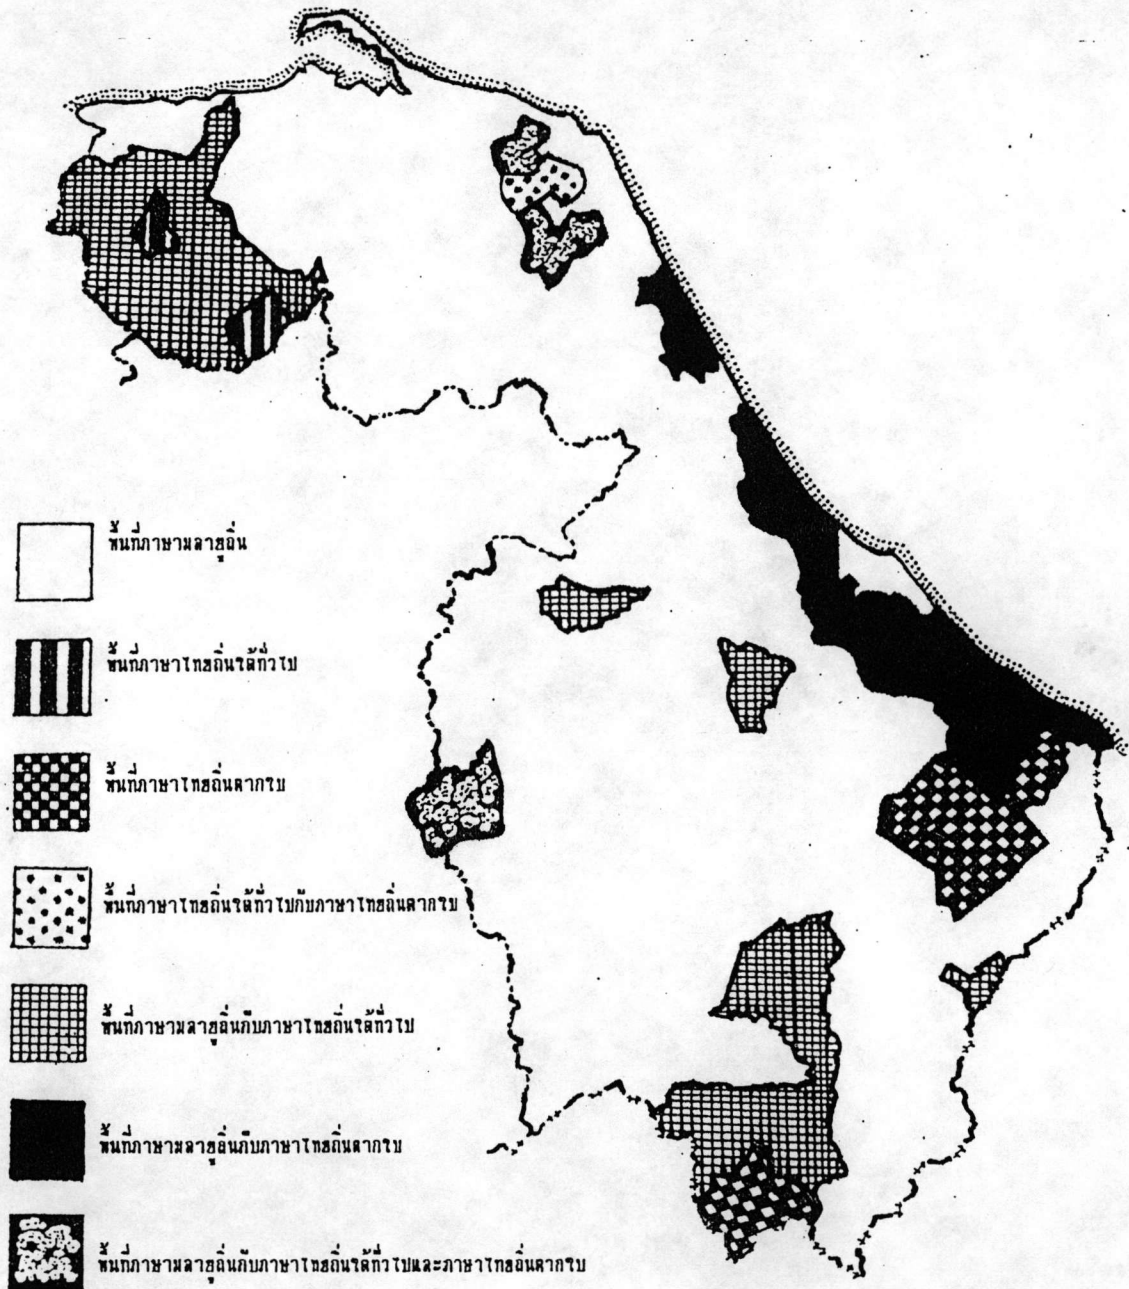 พื้นที่ภาษามลายูถิ่น
พื้นที่ภาษาไทยถิ่นใต้ทั่วไป
พื้นที่ภาษาไทยถิ่นตากใบ
พื้นที่ภาษาไทยถิ่นใต้ทั่วไปกับภาษาไทยถิ่นตากใบ
พื้นที่ภาษามลายูถิ่นกับภาษาไทยถิ่นใต้ทั่วไป
พื้นที่ภาษามลายูถิ่นกับภาษาไทยถิ่นตากใบ
พื้นที่ภาษามลายูถิ่นกับภาษาไทยถิ่นใต้ทั่วไปและภาษาไทยถิ่นตากใบ